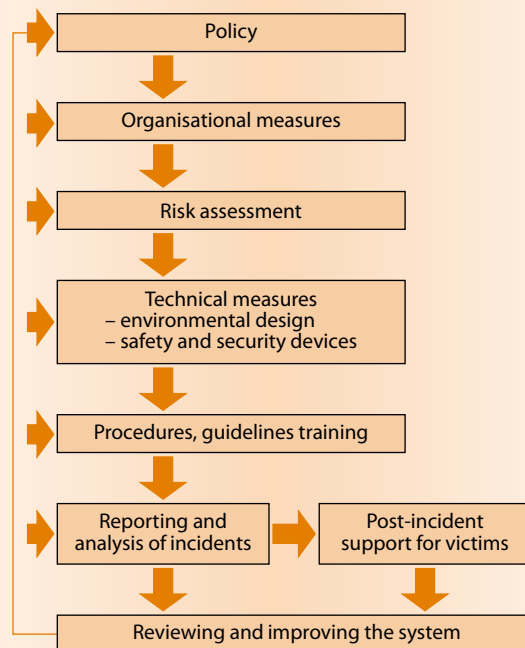 Policy
Organisational measures
Risk assessment
Technical measures
– environmental design
– safety and security devices
Procedures, guidelines training
Reporting and
analysis of incidents
Post-incident
support for victims
Reviewing and improving the system